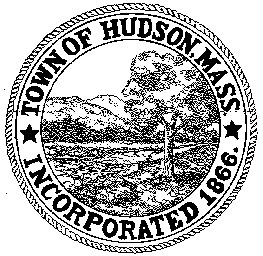 TOWN OF HUDSON, MASS
INCORPORATED 1866.